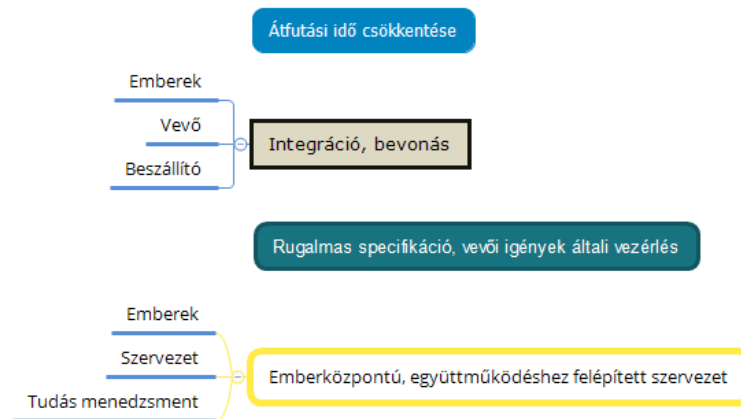 Átfutási idő csökkentése
Emberek
Vevő
Beszállító
Integráció, bevonás
Rugalmas specifikáció, vevői igények általi vezérlés
Emberek
Szervezet
Tudás menedzsment
Emberközpontú, együttműködéshez felépített szervezet